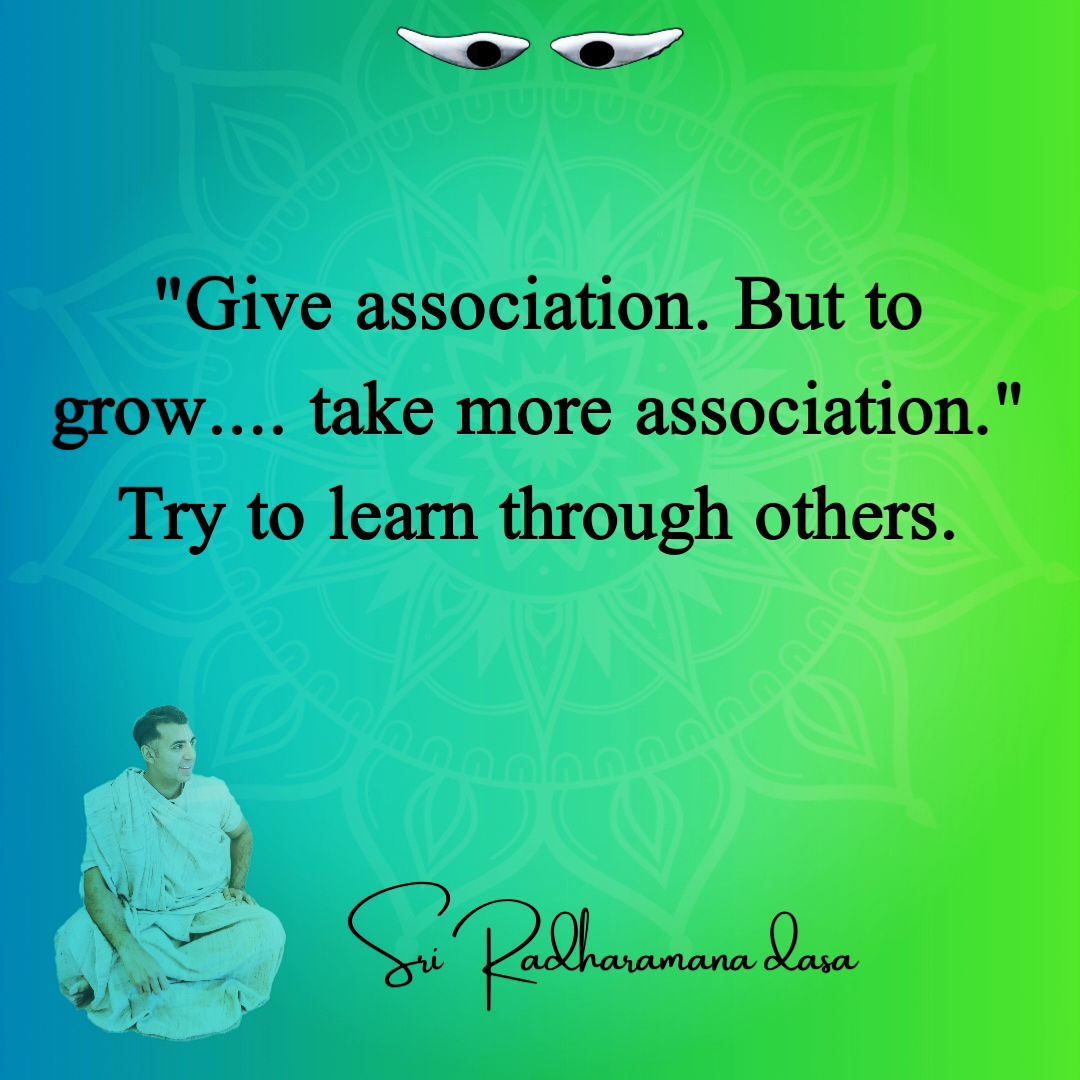 "Give association. But to
grow.... take more association."
Try to learn through others.
Sri Radharamana dasa